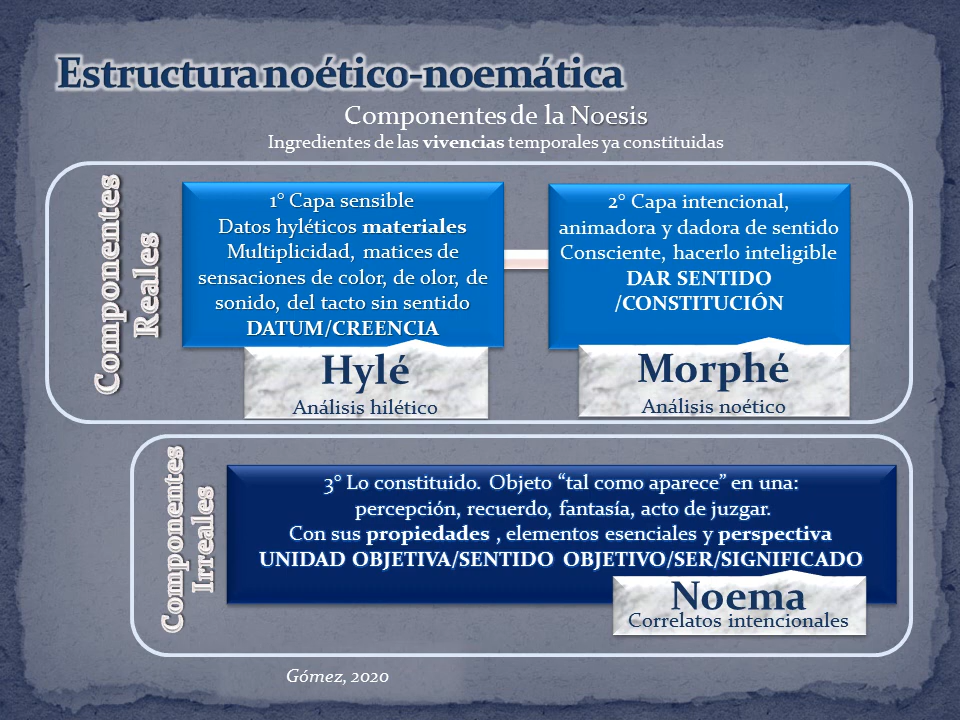 Estructura noético-noemática
Componentes de la Noesis
Ingredientes de las vivencias temporales ya constituidas
Componentes
Reales
1° Capa sensible
Datos hyléticos materiales
Multiplicidad, matices de
sensaciones de color, de olor, de
sonido, del tacto sin sentido
DATUM/CREENCIA
Hylé
Análisis hilético
2° Capa intencional,
animadora y dadora de sentido
Consciente, hacerlo inteligible
DAR SENTIDO
/CONSTITUCIÓN
Morphé
Análisis noético
Componentes
Irreales
3° Lo constituido. Objeto “tal como aparece” en una:
percepción, recuerdo, fantasía, acto de juzgar.
Con sus propiedades , elementos esenciales y perspectiva
UNIDAD OBJETIVA/SENTIDO OBJETIVO/SER/SIGNIFICADO
Noema
Correlatos intencionales
Gómez, 2020